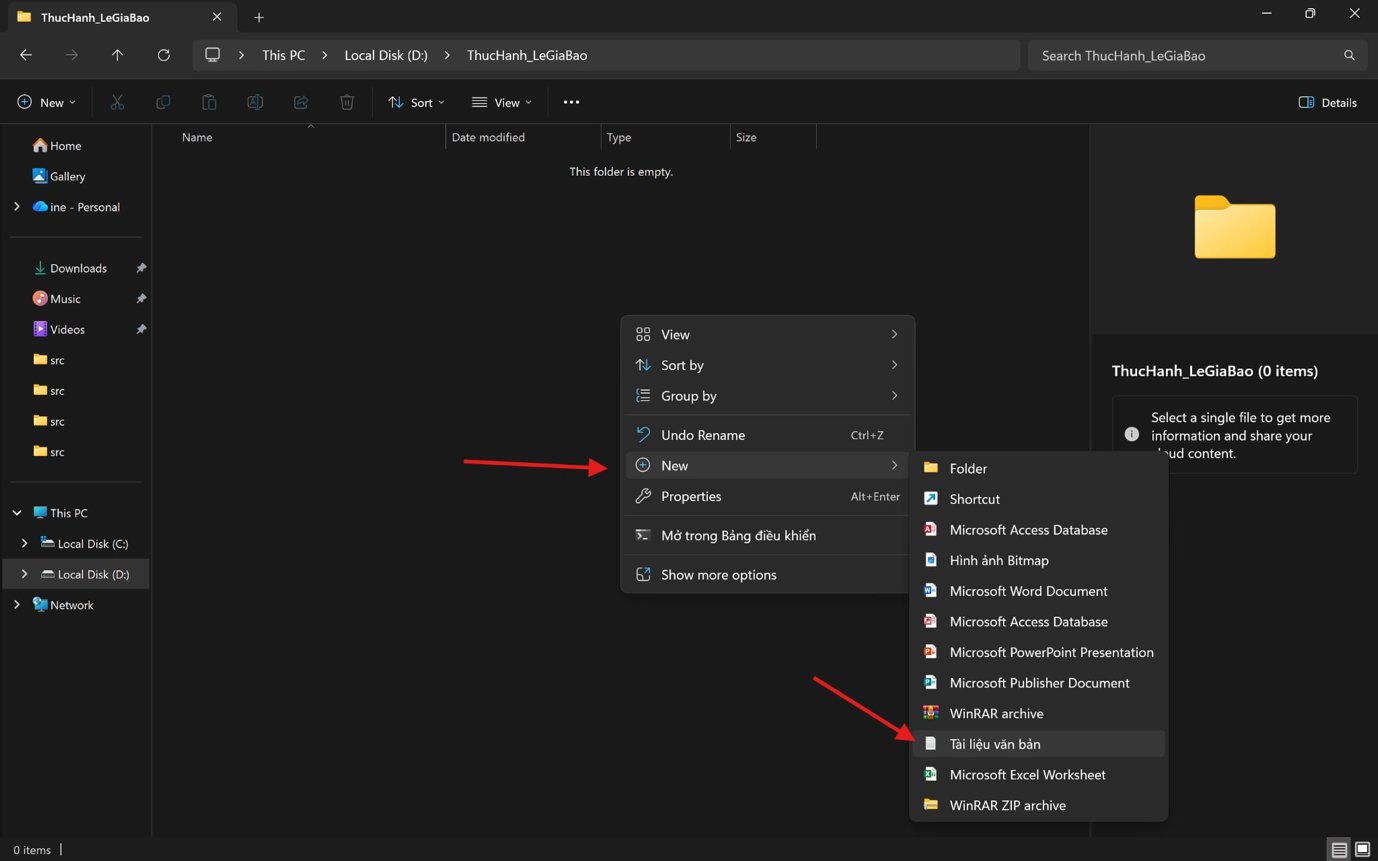 ThucHanh_LeGiaBao
This PC
Local Disk (D:)
ThucHanh_LeGiaBao
Search ThucHanh_LeGiaBao
New
Sort
View
Details
Name
Date modified
Type
Size
Home
Gallery
ine - Personal
Downloads
Music
Videos
src
src
src
src
This PC
Local Disk (C:)
Local Disk (D:)
Network
This folder is empty.
View
Sort by
Group by
Undo Rename Ctrl+Z
New
Properties Alt+Enter
Mở trong Bảng điều khiển
Show more options
Folder
Shortcut
Microsoft Access Database
Hình ảnh Bitmap
Microsoft Word Document
Microsoft Access Database
Microsoft PowerPoint Presentation
Microsoft Publisher Document
WinRAR archive
Tài liệu văn bản
Microsoft Excel Worksheet
WinRAR ZIP archive
ThucHanh_LeGiaBao (0 items)
Select a single file to get more
information and share your
content.
0 items